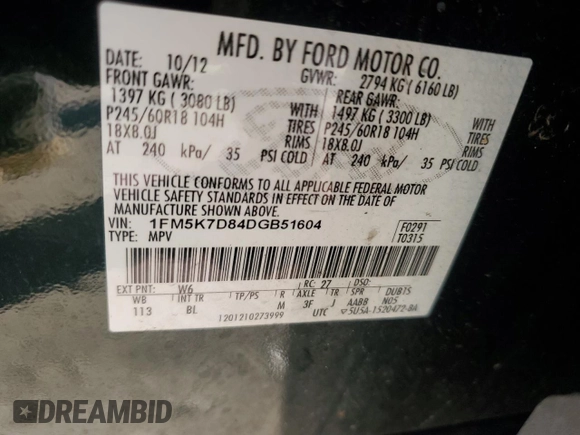 MFD. BY FORD MOTOR CO.
DATE: 10/12 GVWR: 2794 KG ( 6160 LB)
FRONT GAWR: REAR GAWR:
1397 KG ( 3080 LB) WITH 1497 KG ( 3300 LB) WITH
P245/60R18 104H TIRES P245/60R18 104H TIRES
18X8.0J RIMS 18X8.0J RIMS
AT 240 kPa/ 35 PSI COLD AT 240 kPa/ 35 PSI COLD
THIS VEHICLE CONFORMS TO ALL APPLICABLE FEDERAL MOTOR
VEHICLE SAFETY STANDARDS IN EFFECT ON THE DATE OF
MANUFACTURE SHOWN ABOVE.
VIN: 1FM5K7D84DGB51604 F0291
TYPE: MPV T0315
EXT PNT: W6 RC: 27 DSO:
WB INT TR TP/PS R AXLE TR SPR DUBTS
113 BL M 3F J AABB N05
1201210273999 UTC 5U5A-1520472-BA
DREAMBID